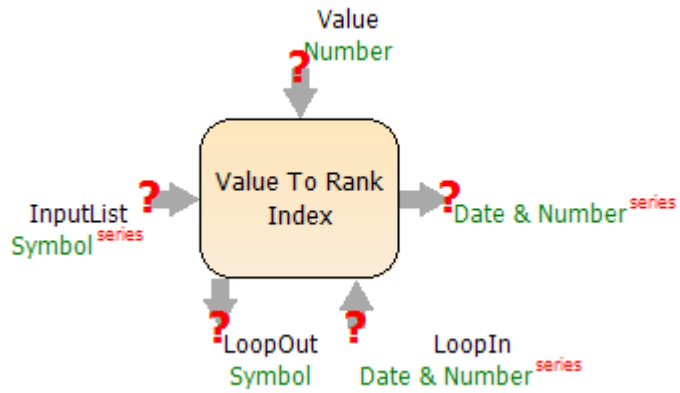 Value
Number
?
Value To Rank
Index
?
InputList
Symbol series
?
Date & Number series
?
LoopOut
Symbol
?
LoopIn
Date & Number series